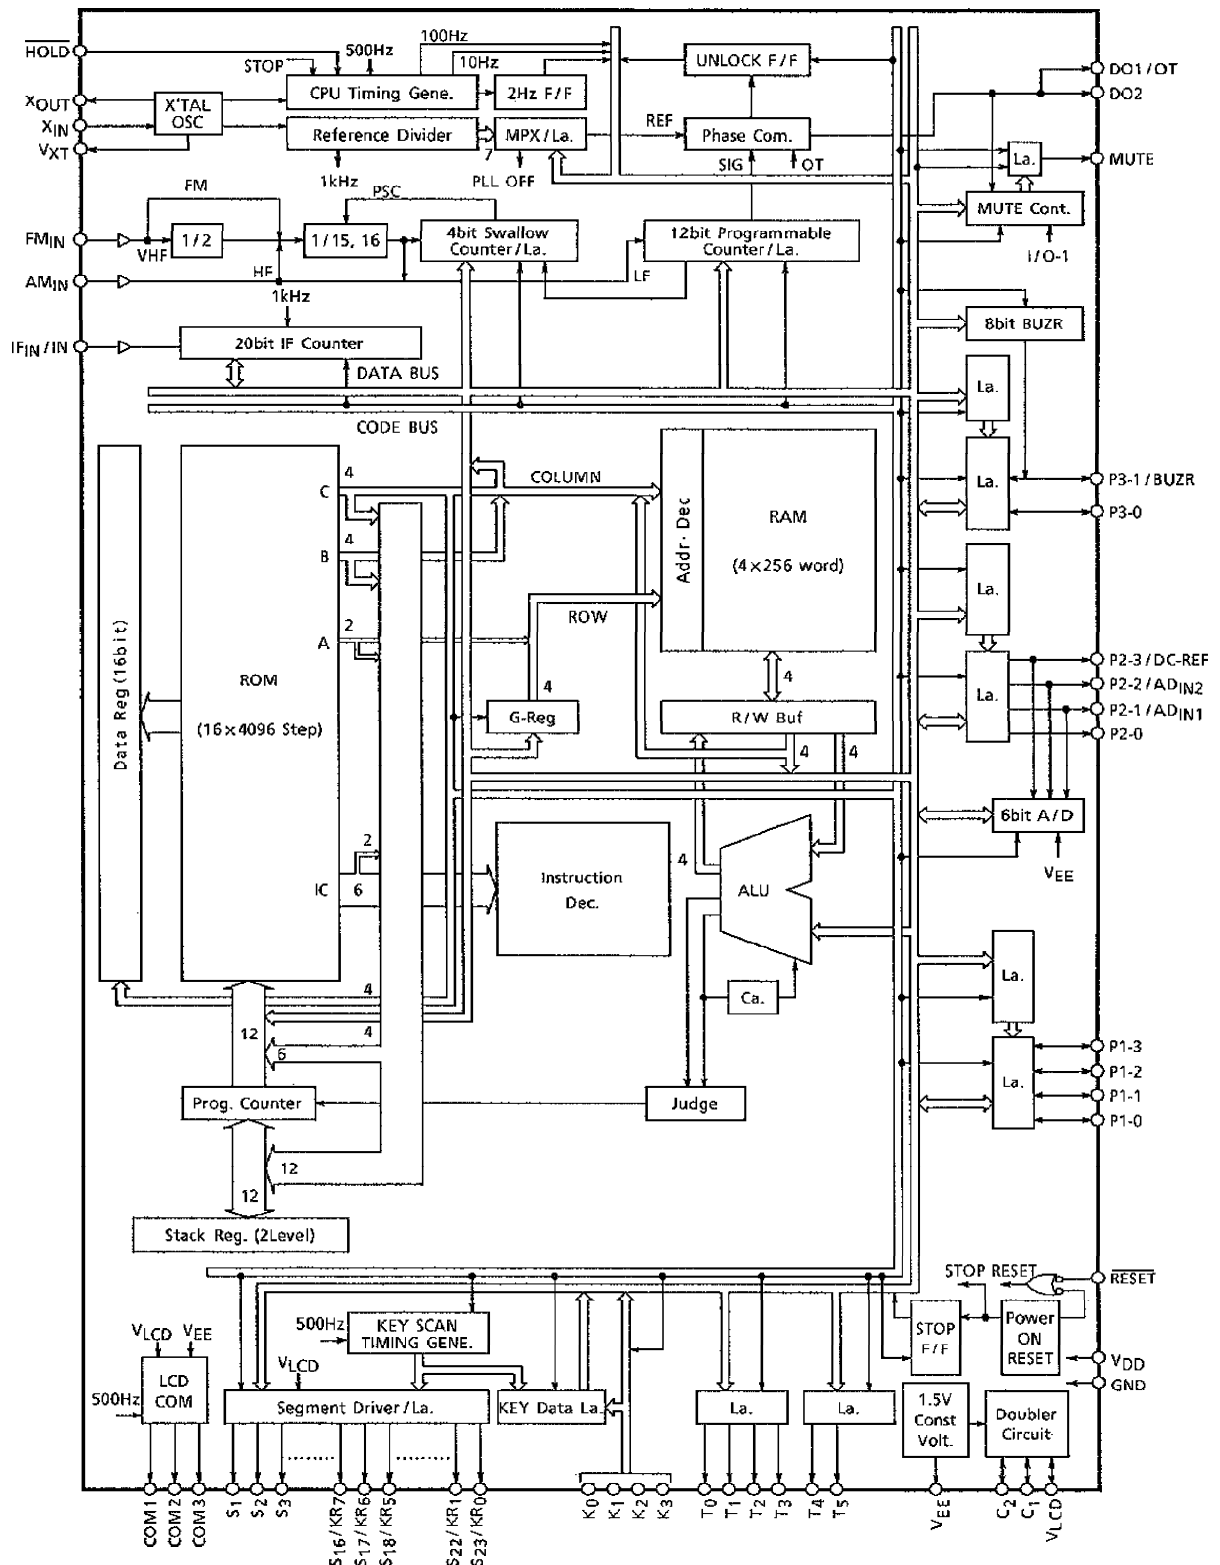 HOLD
100Hz
500Hz
STOP
10Hz
UNLOCK F/F
DO1/OT
CPU Timing Gene.
2Hz F/F
DO2
XOUT
X'TAL
OSC
XIN
Reference Divider
MPX/La.
REF
Phase Com.
VXT
7
1kHz
PLL OFF
SIG
OT
La.
MUTE
FM
PSC
MUTE Cont.
FMIN
1/2
1/15, 16
4bit Swallow
Counter/La.
12bit Programmable
Counter/La.
VHF
I/O-1
AMIN
HF
LF
1kHz
8bit BUZR
IFIN/IN
20bit IF Counter
DATA BUS
La.
CODE BUS
4
C
COLUMN
La.
P3-1/BUZR
P3-0
RAM
(4×256 word)
Addr. Dec
4
B
La.
2
A
ROW
Data Reg (16bit)
ROM
(16×4096 Step)
4
4
P2-3/DC-REF
P2-2/ADIN2
P2-1/ADIN1
P2-0
La.
G-Reg
R/W Buf
4
4
6bit A/D
2
4
VEE
IC
6
Instruction
Dec.
ALU
La.
4
Ca.
12
4
6
P1-3
P1-2
P1-1
P1-0
La.
Prog. Counter
Judge
12
12
Stack Reg. (2Level)
STOP RESET
RESET
500Hz
KEY SCAN
TIMING GENE.
STOP
F/F
Power
ON
RESET
VLCD
VEE
VLCD
VDD
GND
LCD
COM
500Hz
Segment Driver/La.
KEY Data La.
La.
La.
1.5V
Const
Volt.
Doubler
Circuit
COM1
COM2
COM3
S1
S2
S3
S16/KR7
S17/KR6
S18/KR5
S22/KR1
S23/KR0
K0
K1
K2
K3
T0
T1
T2
T3
T4
T5
VEE
C2
C1
VLCD